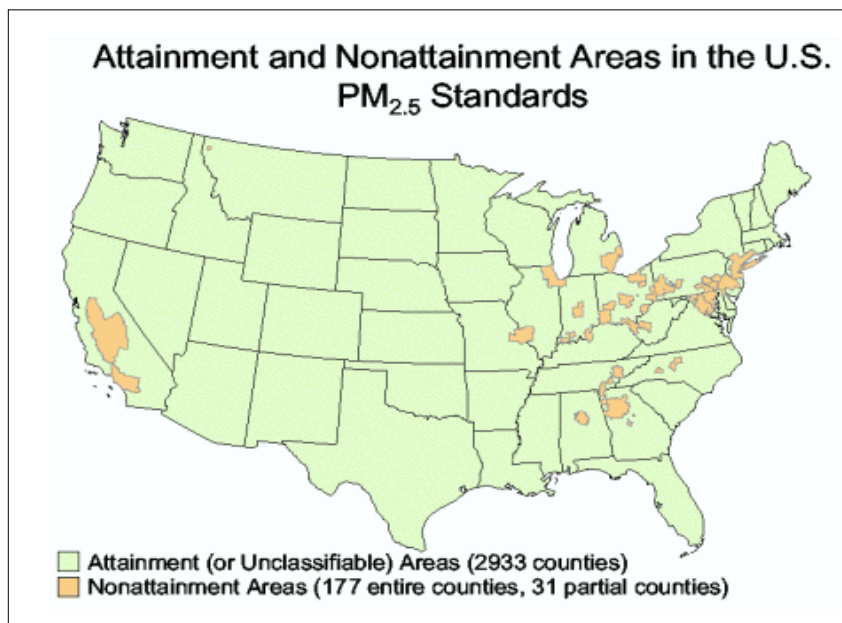 Attainment and Nonattainment Areas in the U.S.
PM2.5 Standards
Attainment (or Unclassifiable) Areas (2933 counties)
Nonattainment Areas (177 entire counties, 31 partial counties)